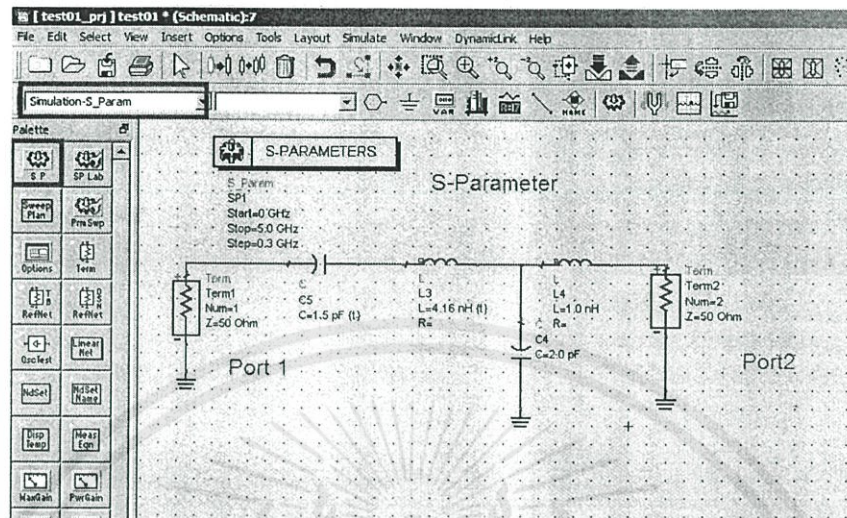 [ test01_prj ] test01 * (Schematic):7
File Edit Select View Insert Options Tools Layout Simulate Window DynamicLink Help
Simulation-S_Param
VAR
NAME
Palette
S P
SP Lab
Sweep Plan
Prm Swp
Options
Term
RefNet
RefNet
OscTest
Linear Net
NdSet
NdSet Name
Disp Temp
Meas Eqn
MaxGain
PwrGain
S-PARAMETERS
S_Param
SP1
Start=0 GHz
Stop=5.0 GHz
Step=0.3 GHz
S-Parameter
Term
Term1
Num=1
Z=50 Ohm
Port 1
C
C5
C=1.5 pF {t}
L
L3
L=4.16 nH {t}
R=
L
L4
L=1.0 nH
R=
C
C4
C=2.0 pF
Term
Term2
Num=2
Z=50 Ohm
Port2